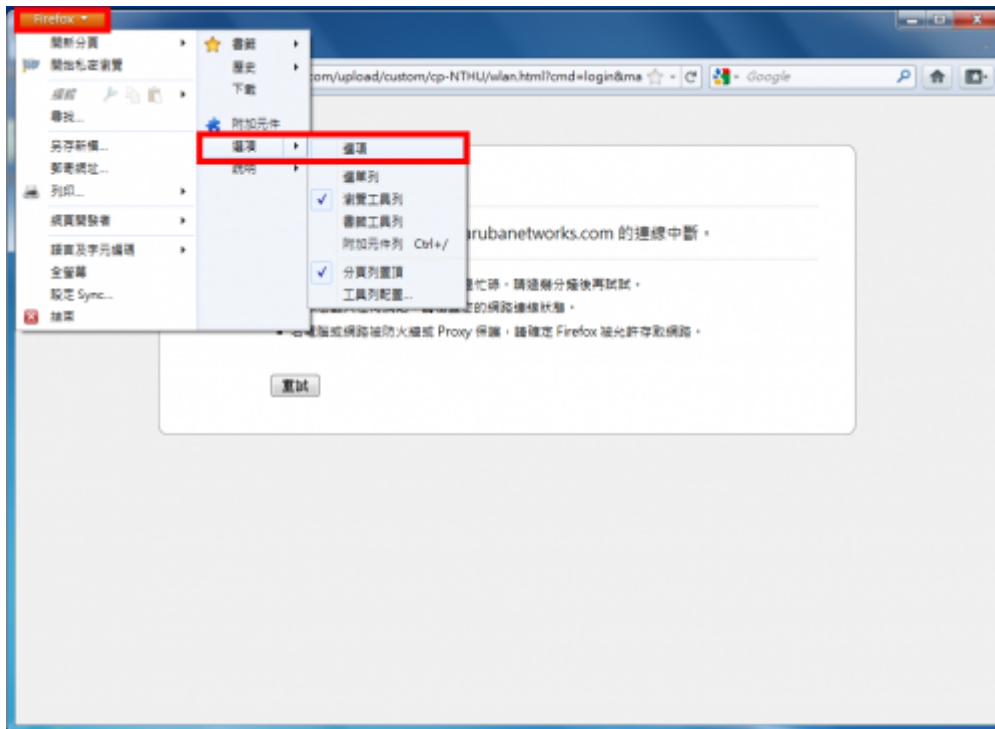 Firefox
開新分頁
開始私密瀏覽
編輯
尋找...
另存新檔...
郵寄網址...
列印...
網頁開發者
語言及字元編碼
全螢幕
設定 Sync...
結束
書籤
歷史
下載
附加元件
選項
說明
選項
選單列
瀏覽工具列
書籤工具列
附加元件列 Ctrl+/
分頁列置頂
工具列配置...
com/upload/custom/cp-NTHU/wlan.html?cmd=login&ma
Google
rubanetworks.com 的連線中斷。
忙碌。請過幾分鐘後再試試。
的網路連線狀態。
若電腦或網路被防火牆或 Proxy 保護,請確定 Firefox 被允許存取網路。
重試